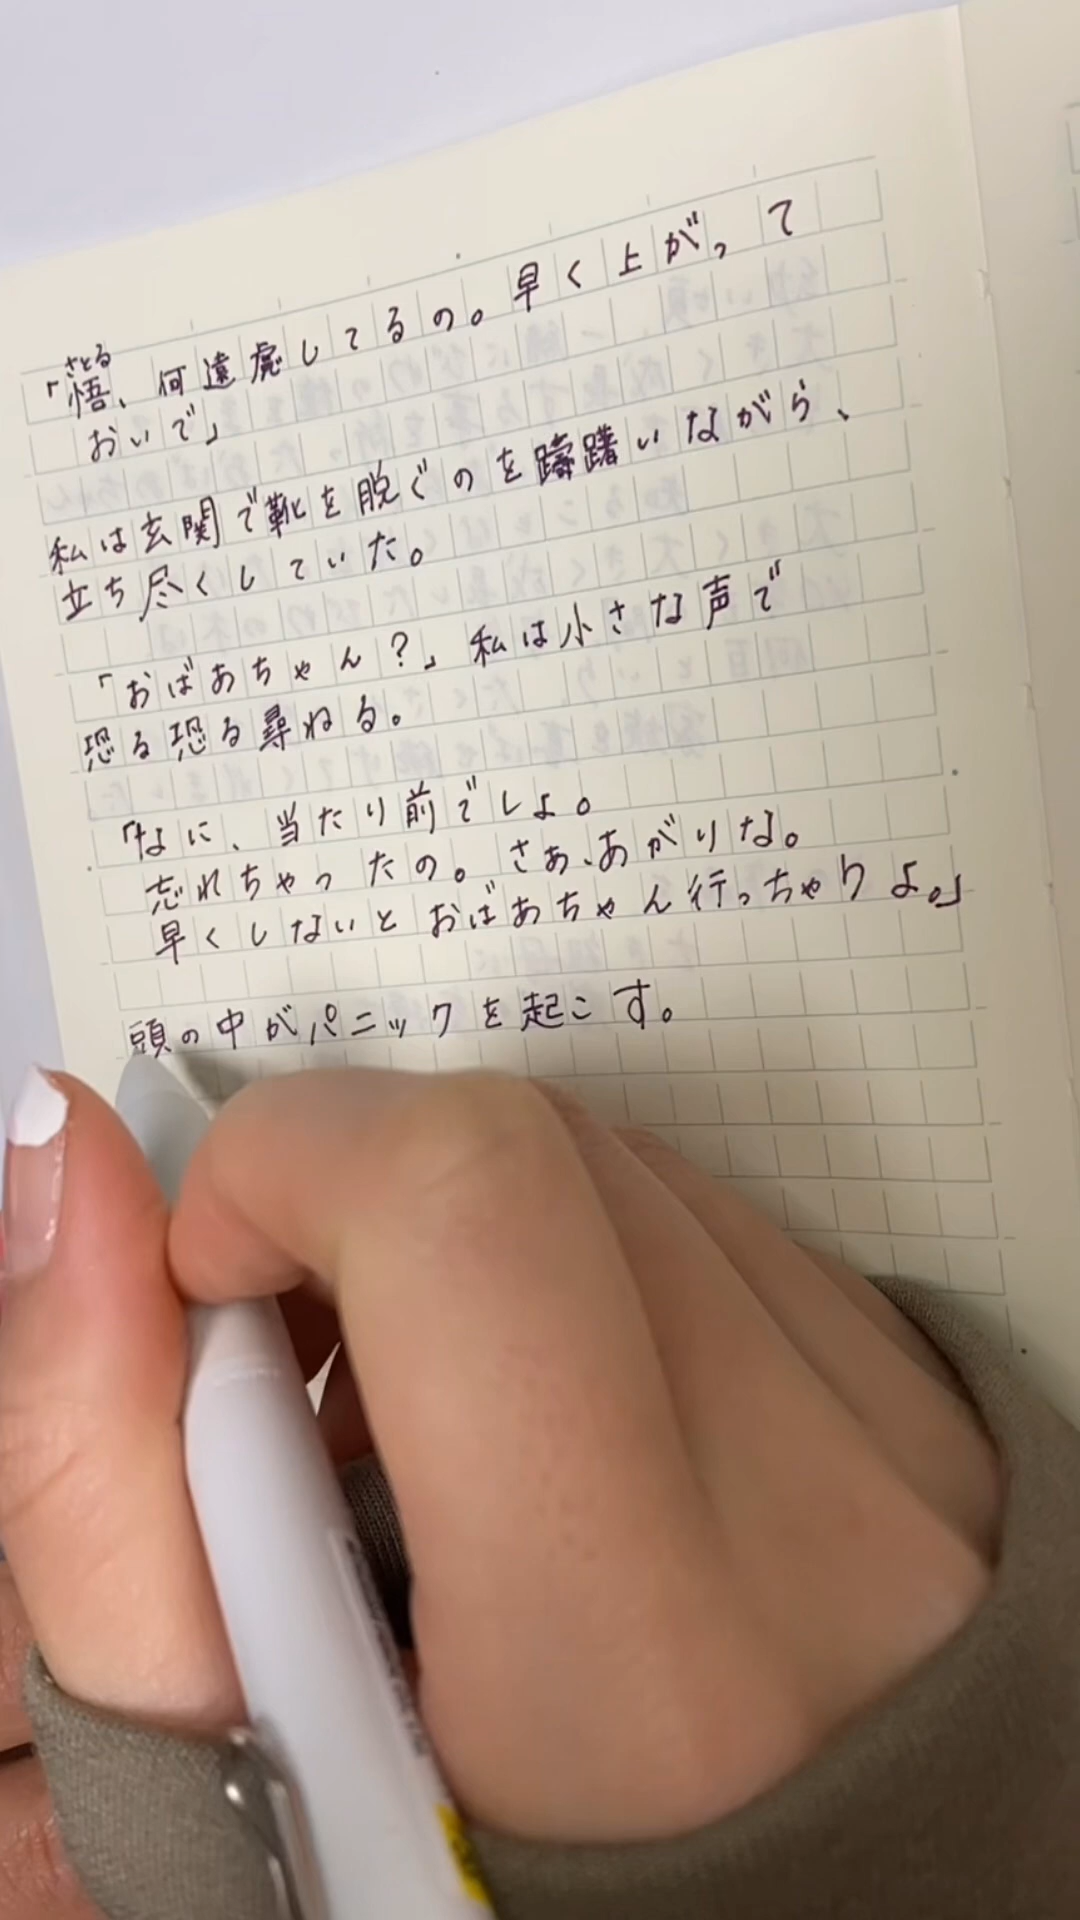 さとる
「悟、何遠慮してるの。早く上がって
おいで」
私は玄関で靴を脱ぐのを躊躇いながら、
立ち尽くしていた。
「おばあちゃん?」私は小さな声で
恐る恐る尋ねる。
「なに、当たり前でしょ。
忘れちゃったの。さぁ、あがりな。
早くしないとおばあちゃん行っちゃうよ。」
頭の中がパニックを起こす。